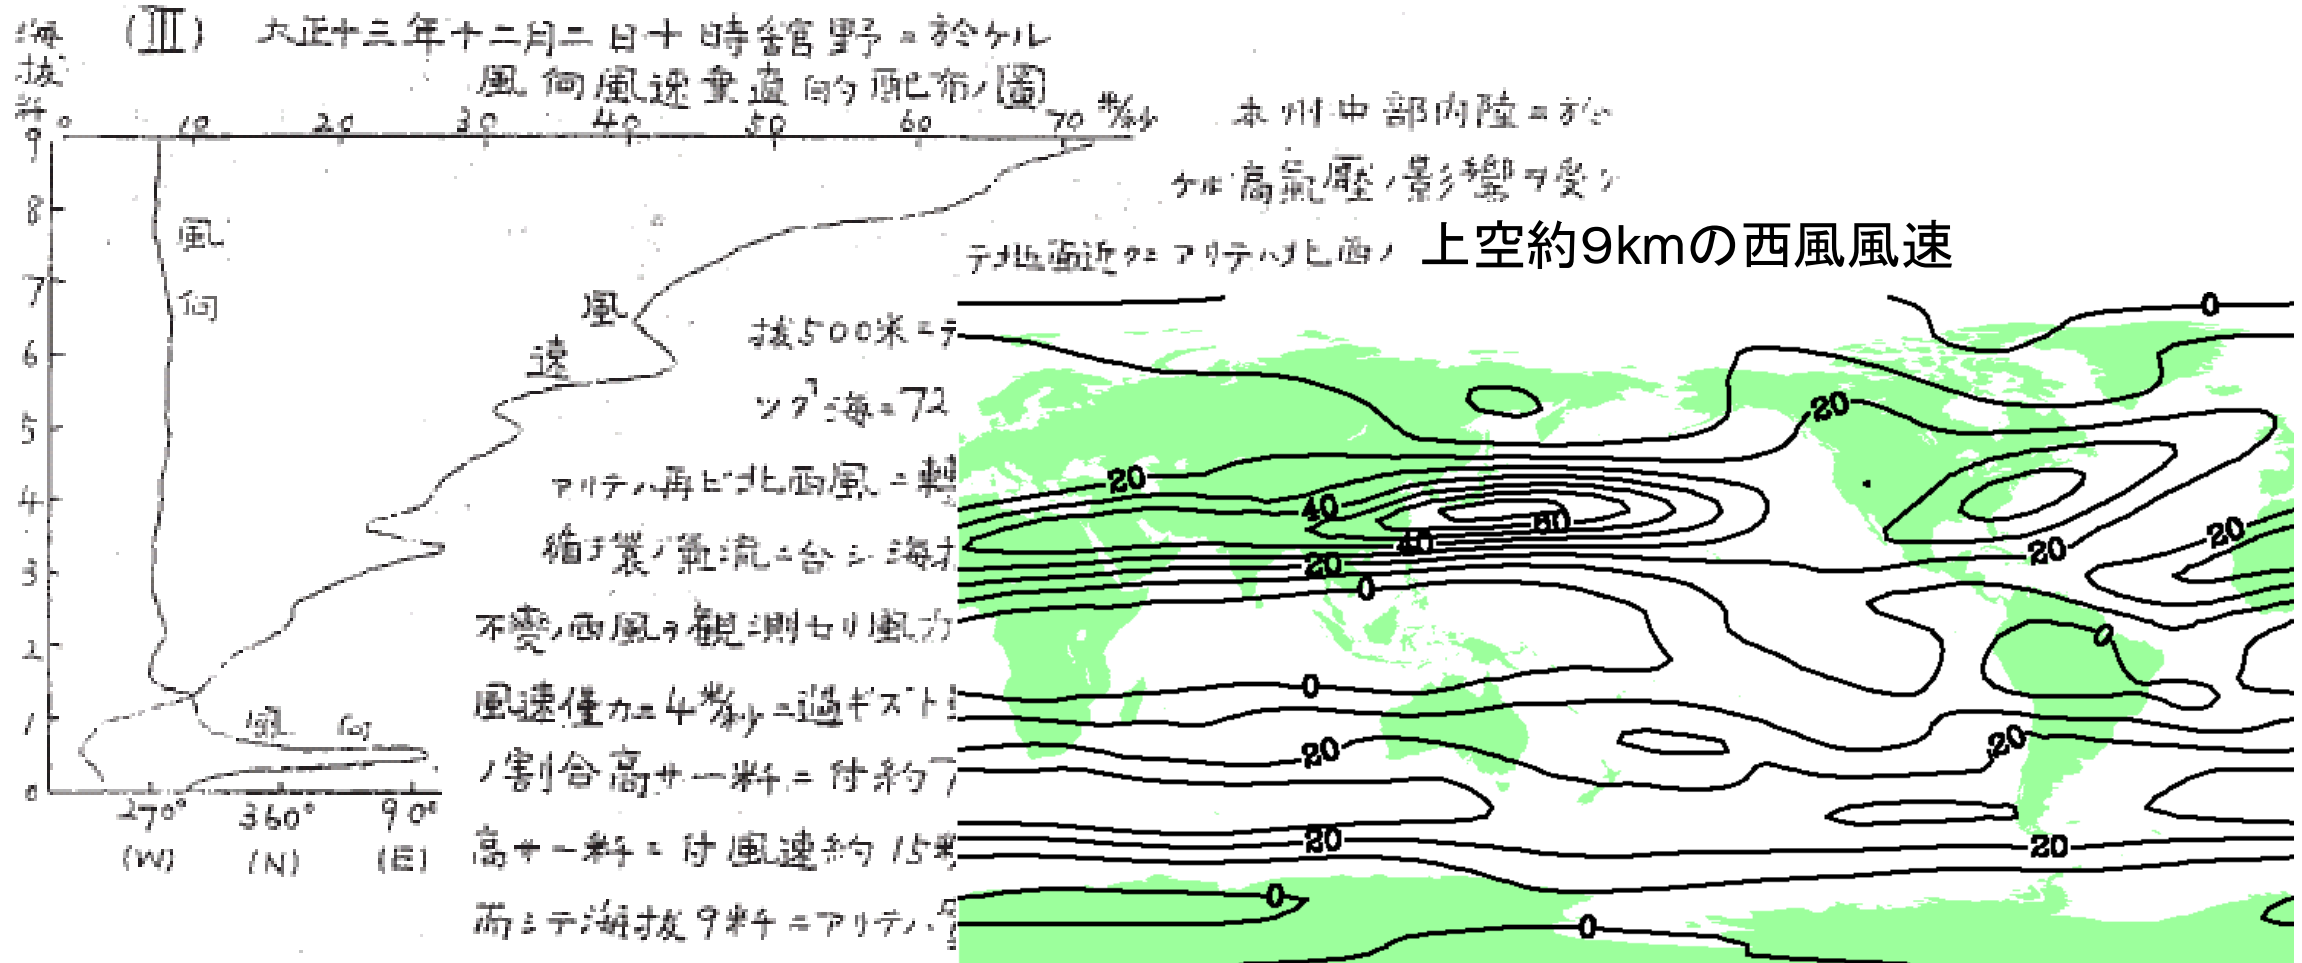 海抜粁
(III) 大正十三年十二月二日十時館野ニ於ケル
風向風速垂直的配布ノ圖
0 10 20 30 40 50 60 70 米/秒
9
8
7
6
5
4
3
2
1
0
風向
風速
風向
270° 360° 90°
(W) (N) (E)
本州中部内陸ニ於
ケル高氣壓ノ影響ヲ受
テ地面近クニアリテハ北西ノ
抜500米ニテ
海ニ72
アリテハ再ビ北西風ニ轉
循環ノ氣流ニ合シ海抜
不變ノ西風ヲ観測セリ風力
風速僅カニ4米/秒ニ過ギズト
ノ割合高サ一粁ニ付約7
高サ一粁ニ付風速約15米
而シテ海抜9粁ニアリテハ
上空約9kmの西風風速
0
20
20
40
60
40
20
20
20
0
0
0
20
20
20
20
0
0